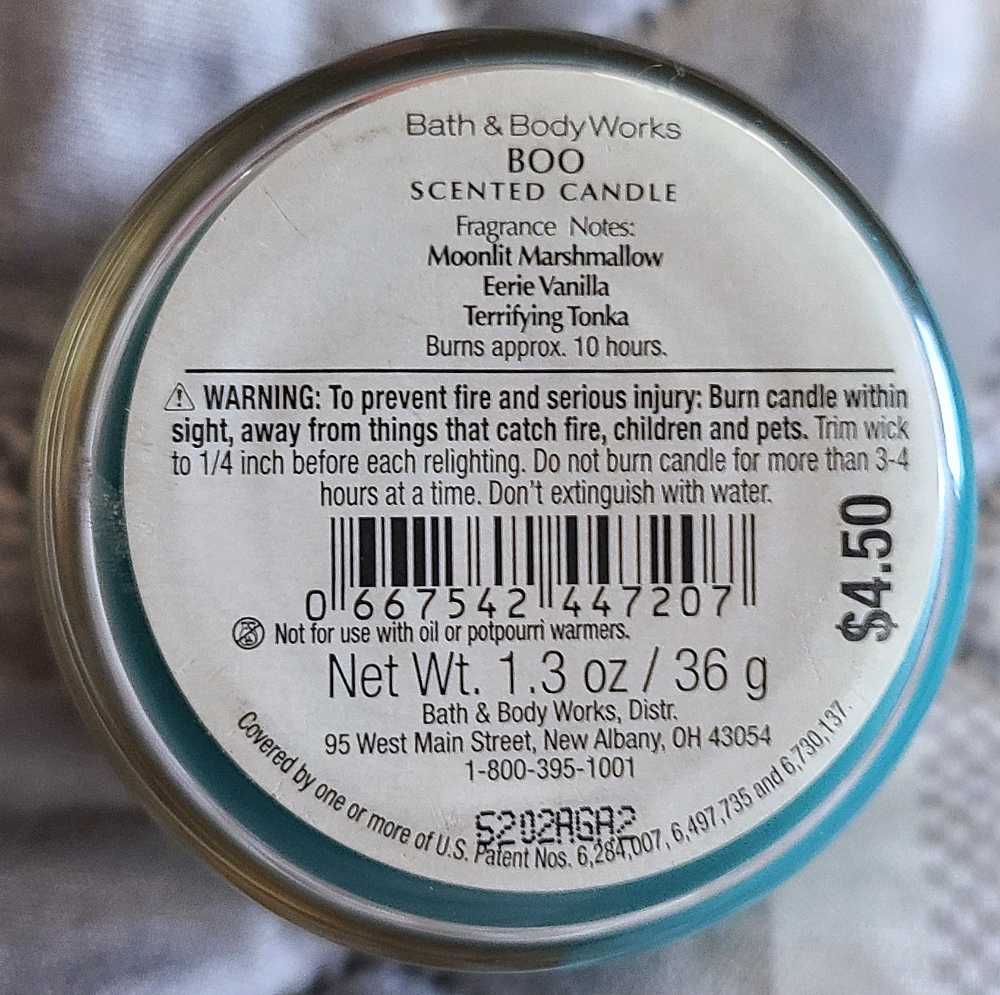 Bath & Body Works
BOO
SCENTED CANDLE
Fragrance Notes:
Moonlit Marshmallow
Eerie Vanilla
Terrifying Tonka
Burns approx. 10 hours.
⚠ WARNING: To prevent fire and serious injury: Burn candle within
sight, away from things that catch fire, children and pets. Trim wick
to 1/4 inch before each relighting. Do not burn candle for more than 3-4
hours at a time. Don't extinguish with water.
0 667542 447207
$4.50
Not for use with oil or potpourri warmers.
Net Wt. 1.3 oz / 36 g
Bath & Body Works, Distr.
95 West Main Street, New Albany, OH 43054
1-800-395-1001
5202AGA2
Covered by one or more of U.S. Patent Nos. 6,284,007, 6,497,735 and 6,730,137.